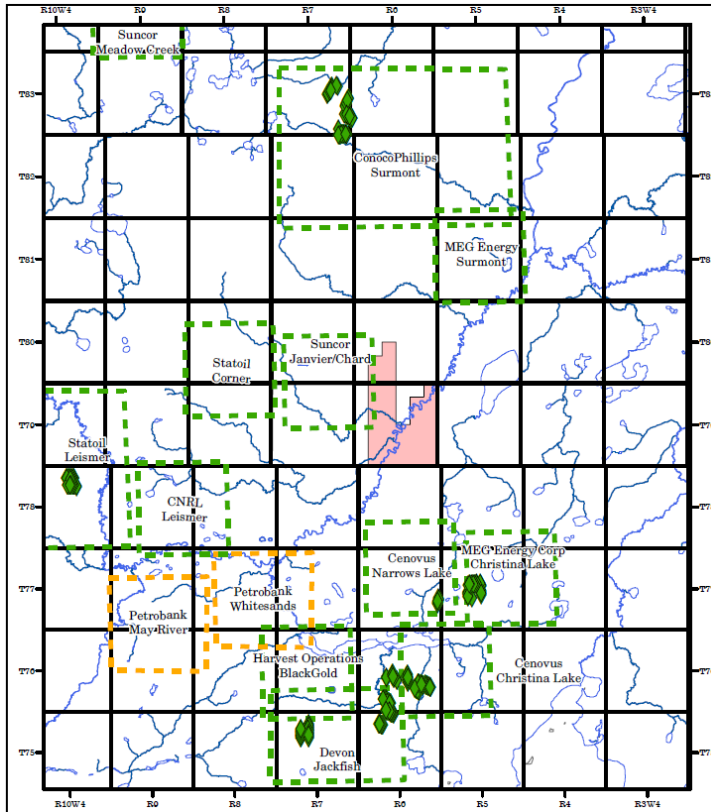 R10W4 R9 R8 R7 R6 R5 R4 R3W4
Suncor
Meadow Creek
T83
T8
ConocoPhillips
Surmont
T82
T8
MEG Energy
Surmont
T81
T8
Suncor
Janvier/Chard
T80
T8
Statoil
Corner
T79
T7
Statoil
Leismer
CNRL
Leismer
T78
T7
MEG Energy Corp
Christina Lake
Cenovus
Narrows Lake
T77
T7
Petrobank
Whitesands
Petrobank
May River
Harvest Operations
BlackGold
Cenovus
Christina Lake
T76
T7
Devon
Jackfish
T75
T7
R10W4 R9 R8 R7 R6 R5 R4 R3W4